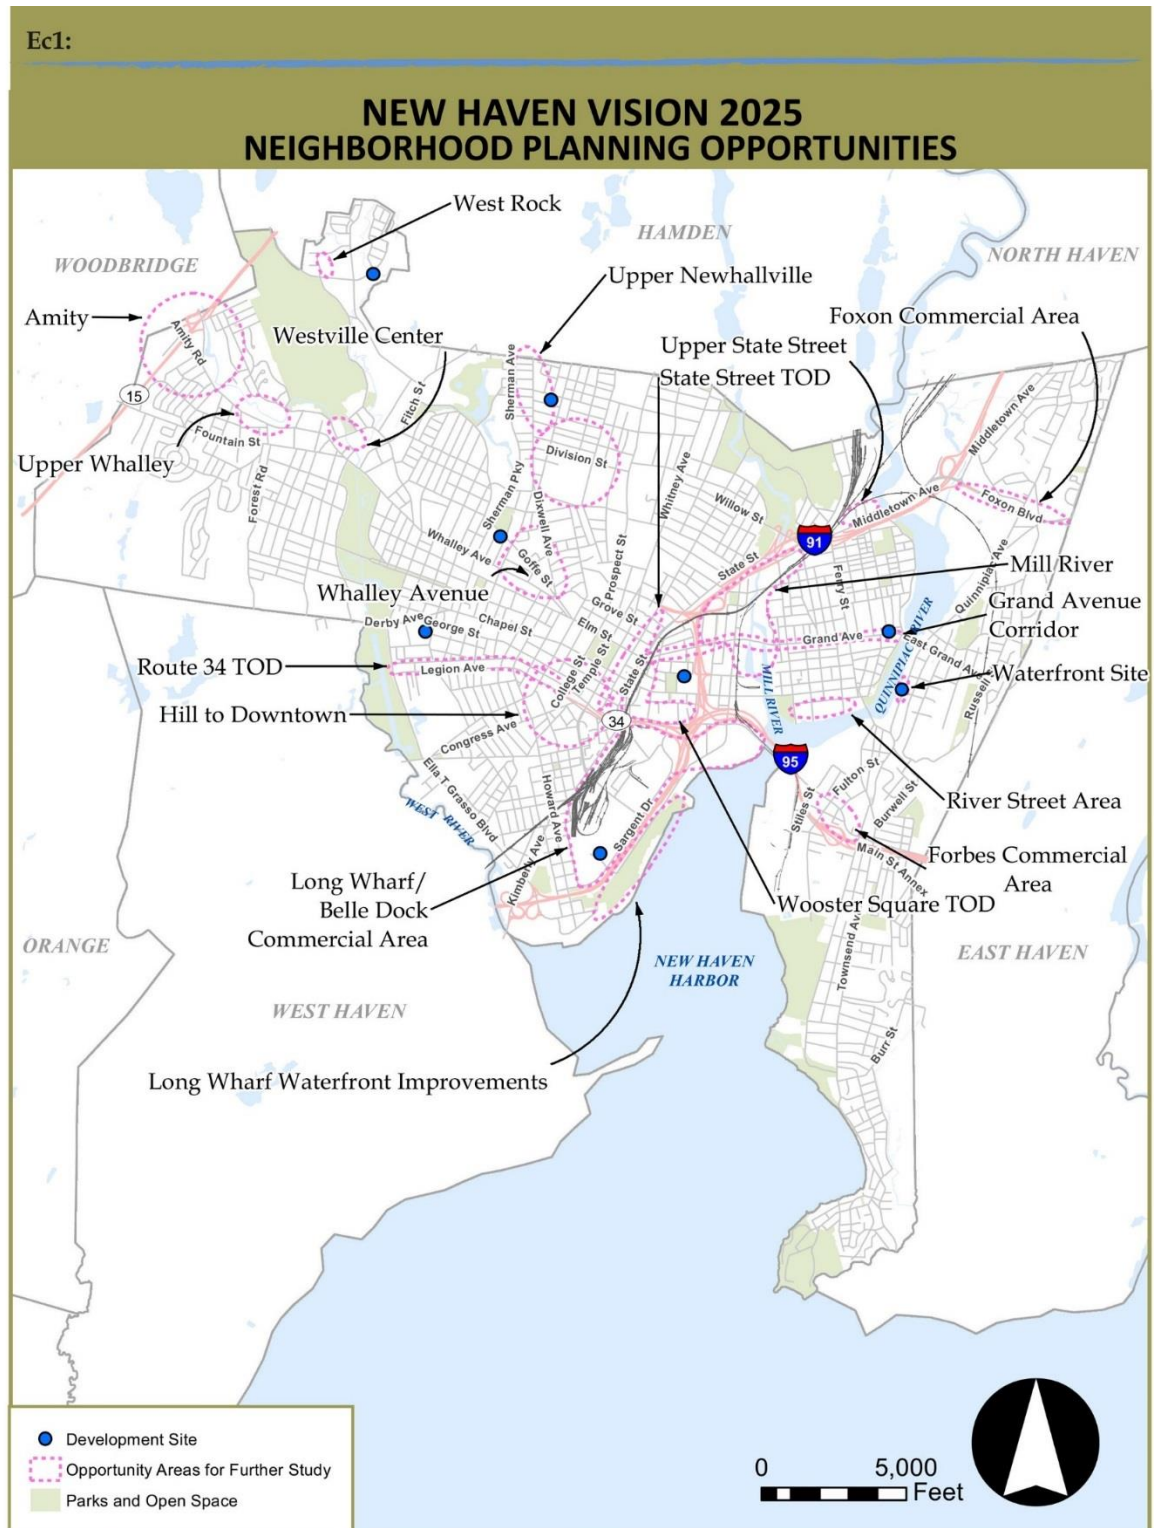 Ec1:
NEW HAVEN VISION 2025
NEIGHBORHOOD PLANNING OPPORTUNITIES
West Rock
HAMDEN
WOODBRIDGE
NORTH HAVEN
Upper Newhallville
Amity
Foxon Commercial Area
Westville Center
Upper State Street
State Street TOD
Amity Rd
15
Sherman Ave
Fitch St
Middletown Ave
Fountain St
Upper Whalley
Division St
Whitney Ave
Forest Rd
Sherman Pky
Dixwell Ave
Willow St
Middletown Ave
Foxon Blvd
Whalley Ave
Goffe St
Prospect St
State St
91
Ferry St
Quinnipiac Ave
Mill River
Whalley Avenue
Grove St
Grand Avenue
Corridor
Derby Ave
George St
Chapel St
Elm St
Temple St
College St
State St
Grand Ave
East Grand Ave
QUINNIPIAC RIVER
MILL RIVER
Route 34 TOD
Legion Ave
Waterfront Site
Russell
Hill to Downtown
34
Congress Ave
95
Ella T Grasso Blvd
Howard Ave
Sargent Dr
WEST RIVER
Kimberly Ave
Stiles St
Fulton St
Burwell St
River Street Area
Main St Annex
Forbes Commercial
Area
Long Wharf/
Belle Dock
Commercial Area
Wooster Square TOD
Townsend Ave
ORANGE
NEW HAVEN
HARBOR
EAST HAVEN
WEST HAVEN
Burr St
Long Wharf Waterfront Improvements
Development Site
Opportunity Areas for Further Study
Parks and Open Space
0 5,000
Feet